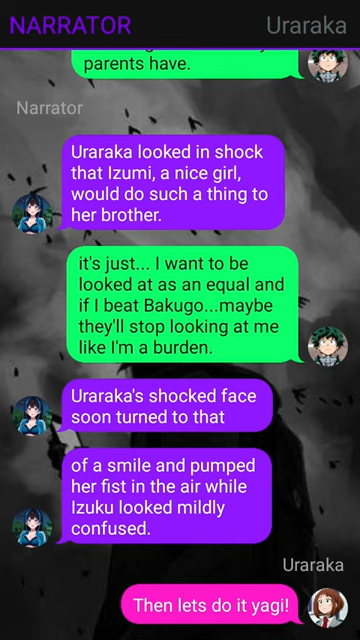 NARRATOR
Uraraka
parents have.
Narrator
Uraraka looked in shock
that Izumi, a nice girl,
would do such a thing to
her brother.
it's just... I want to be
looked at as an equal and
if I beat Bakugo...maybe
they'll stop looking at me
like I'm a burden.
Uraraka's shocked face
soon turned to that
of a smile and pumped
her fist in the air while
Izuku looked mildly
confused.
Uraraka
Then lets do it yagi!